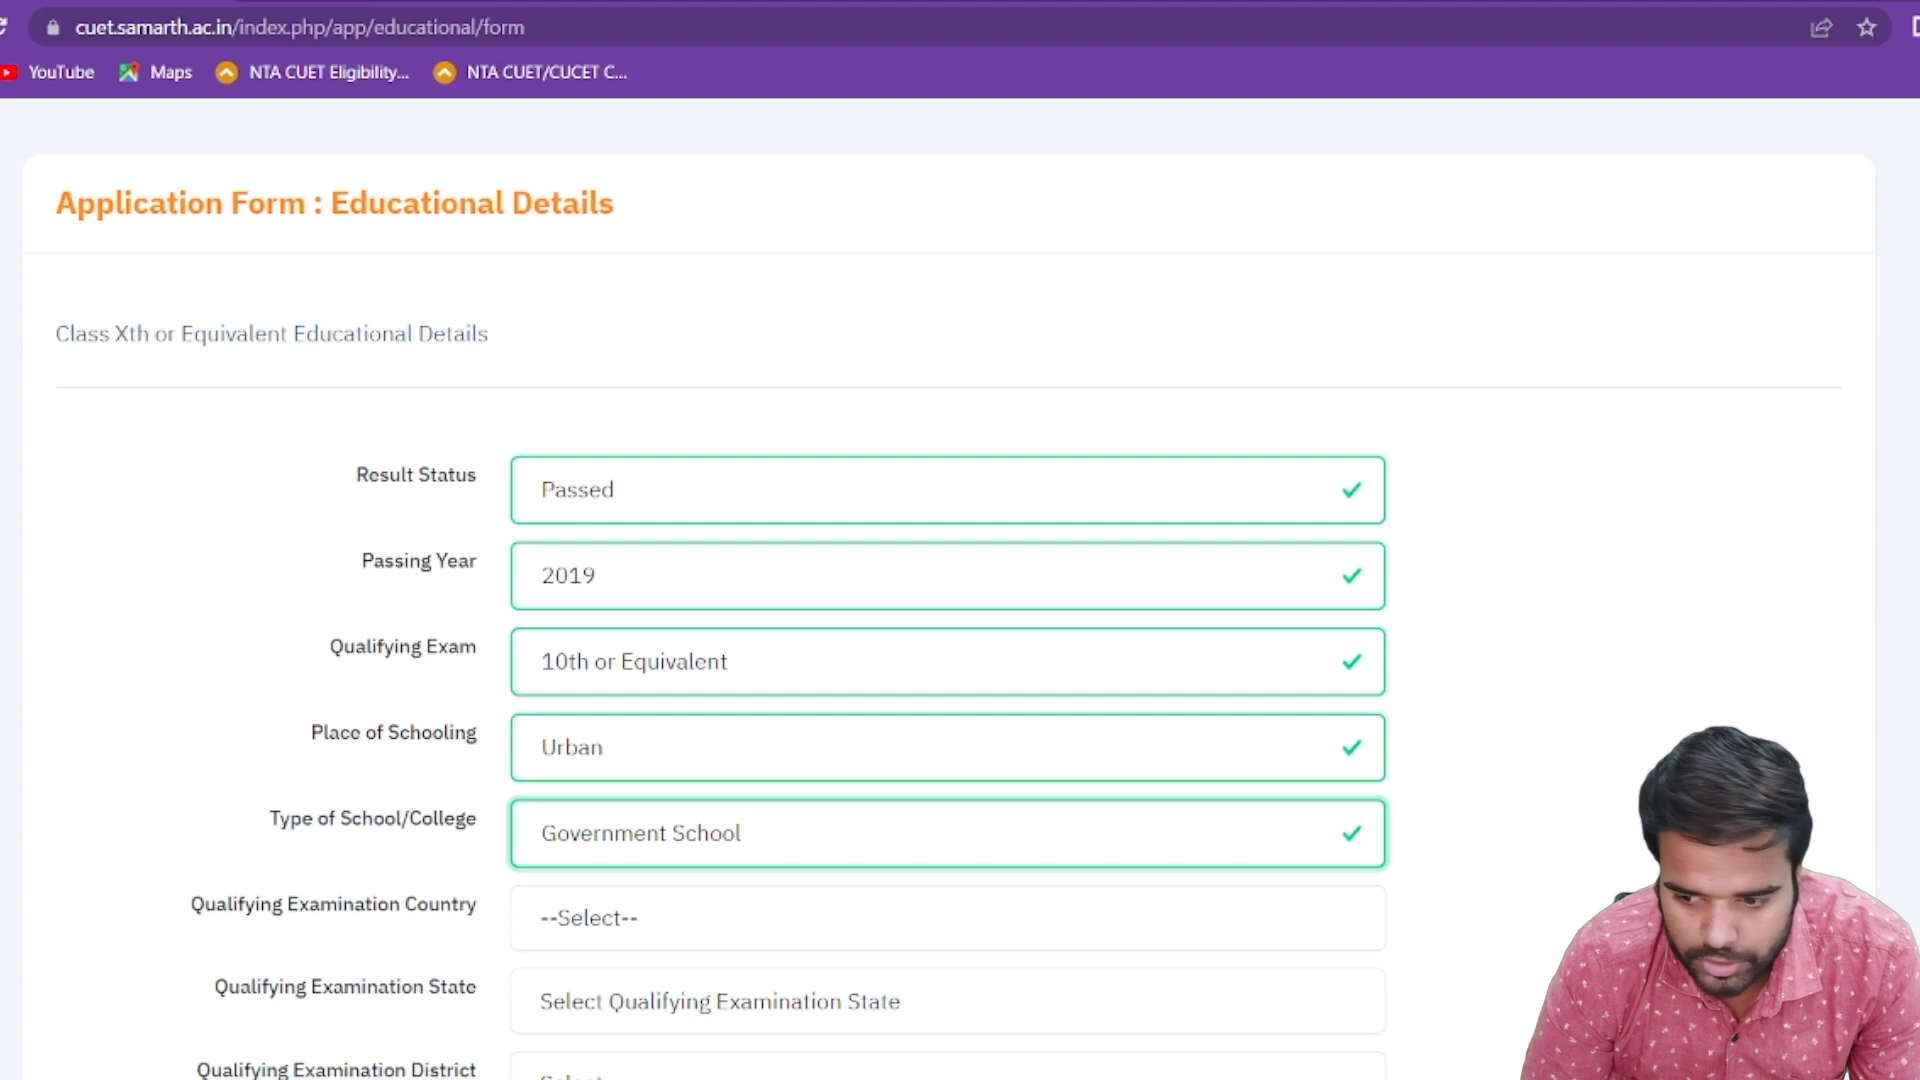 cuet.samarth.ac.in/index.php/app/educational/form
YouTube Maps NTA CUET Eligibility... NTA CUET/CUCET C...
Application Form : Educational Details
Class Xth or Equivalent Educational Details
Result Status Passed
Passing Year 2019
Qualifying Exam 10th or Equivalent
Place of Schooling Urban
Type of School/College Government School
Qualifying Examination Country --Select--
Qualifying Examination State Select Qualifying Examination State
Qualifying Examination District